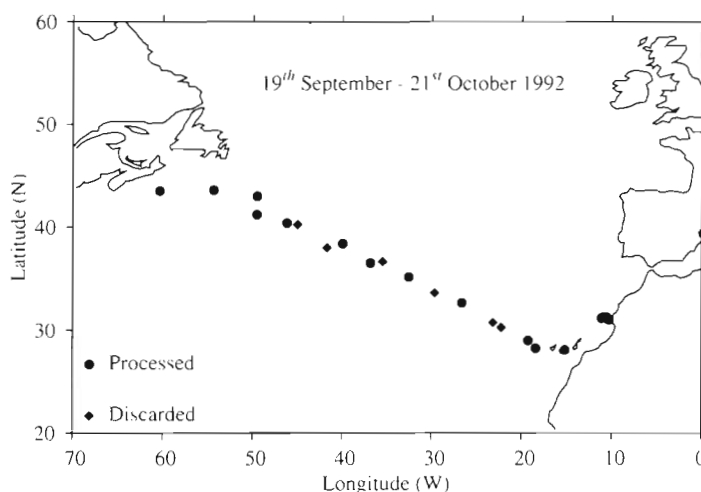 60
50
40
30
20
Latitude (N)
19th September - 21st October 1992
Processed
Discarded
70 60 50 40 30 20 10 0
Longitude (W)